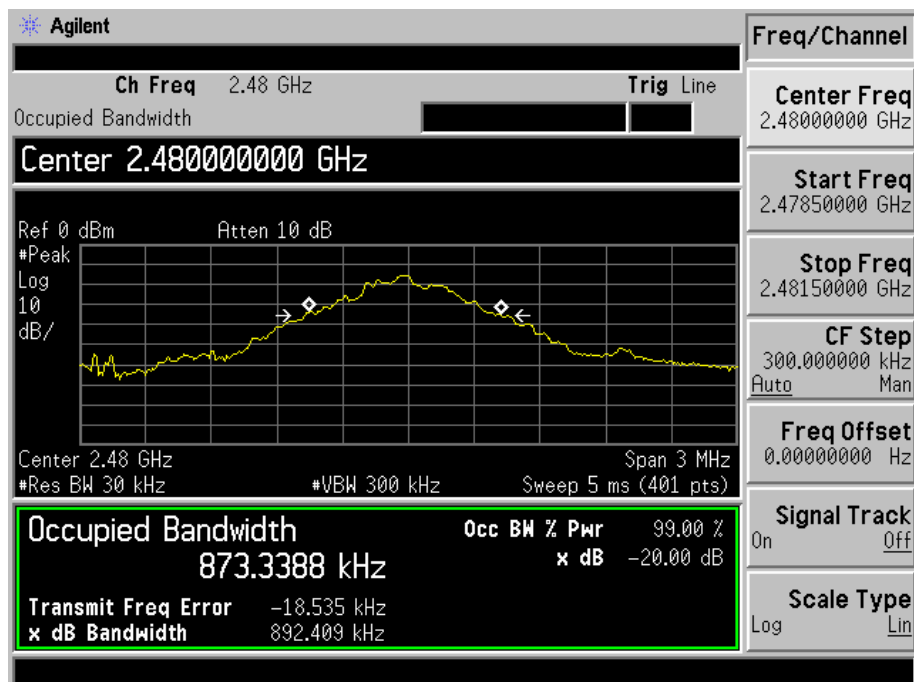 Agilent
Freq/Channel
Ch Freq 2.48 GHz Trig Line
Occupied Bandwidth
Center 2.480000000 GHz
Ref 0 dBm Atten 10 dB
#Peak
Log
10
dB/
Center 2.48 GHz Span 3 MHz
#Res BW 30 kHz #VBW 300 kHz Sweep 5 ms (401 pts)
Occupied Bandwidth Occ BW % Pwr 99.00 %
873.3388 kHz x dB -20.00 dB
Transmit Freq Error -18.535 kHz
x dB Bandwidth 892.409 kHz
Center Freq
2.48000000 GHz
Start Freq
2.47850000 GHz
Stop Freq
2.48150000 GHz
CF Step
300.000000 kHz
Auto Man
Freq Offset
0.00000000 Hz
Signal Track
On Off
Scale Type
Log Lin